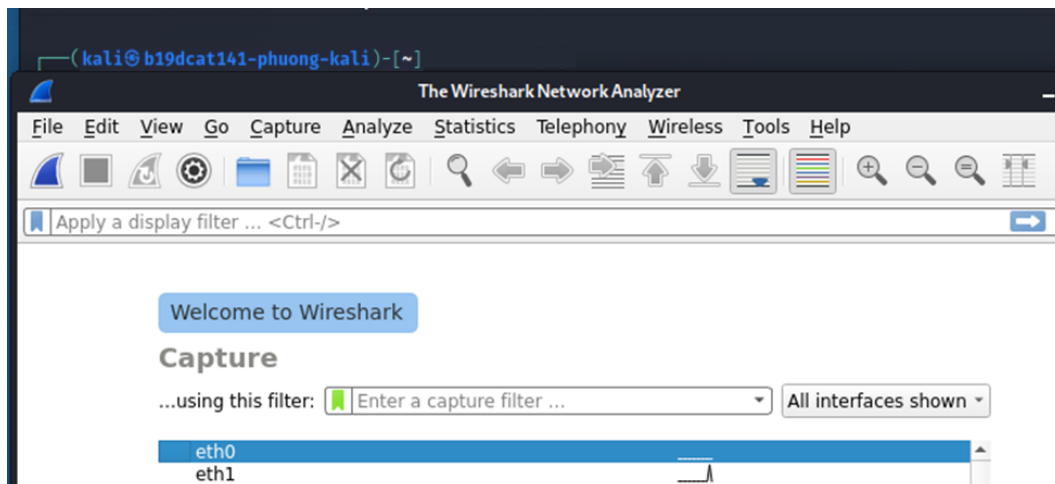 ┌──(kali㉿b19dcat141-phuong-kali)-[~]
The Wireshark Network Analyzer
File Edit View Go Capture Analyze Statistics Telephony Wireless Tools Help
Apply a display filter ... <Ctrl-/>
Welcome to Wireshark
Capture
...using this filter: Enter a capture filter ... All interfaces shown
eth0
eth1